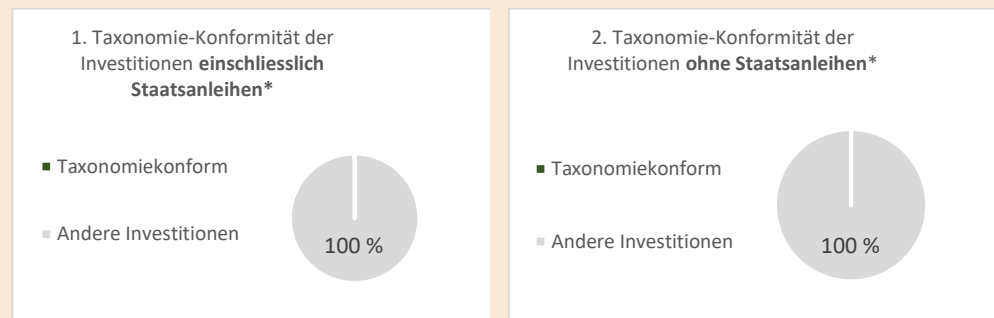 1. Taxonomie-Konformität der
Investitionen einschliesslich
Staatsanleihen*
Taxonomiekonform
Andere Investitionen
100 %
2. Taxonomie-Konformität der
Investitionen ohne Staatsanleihen*
Taxonomiekonform
Andere Investitionen
100 %